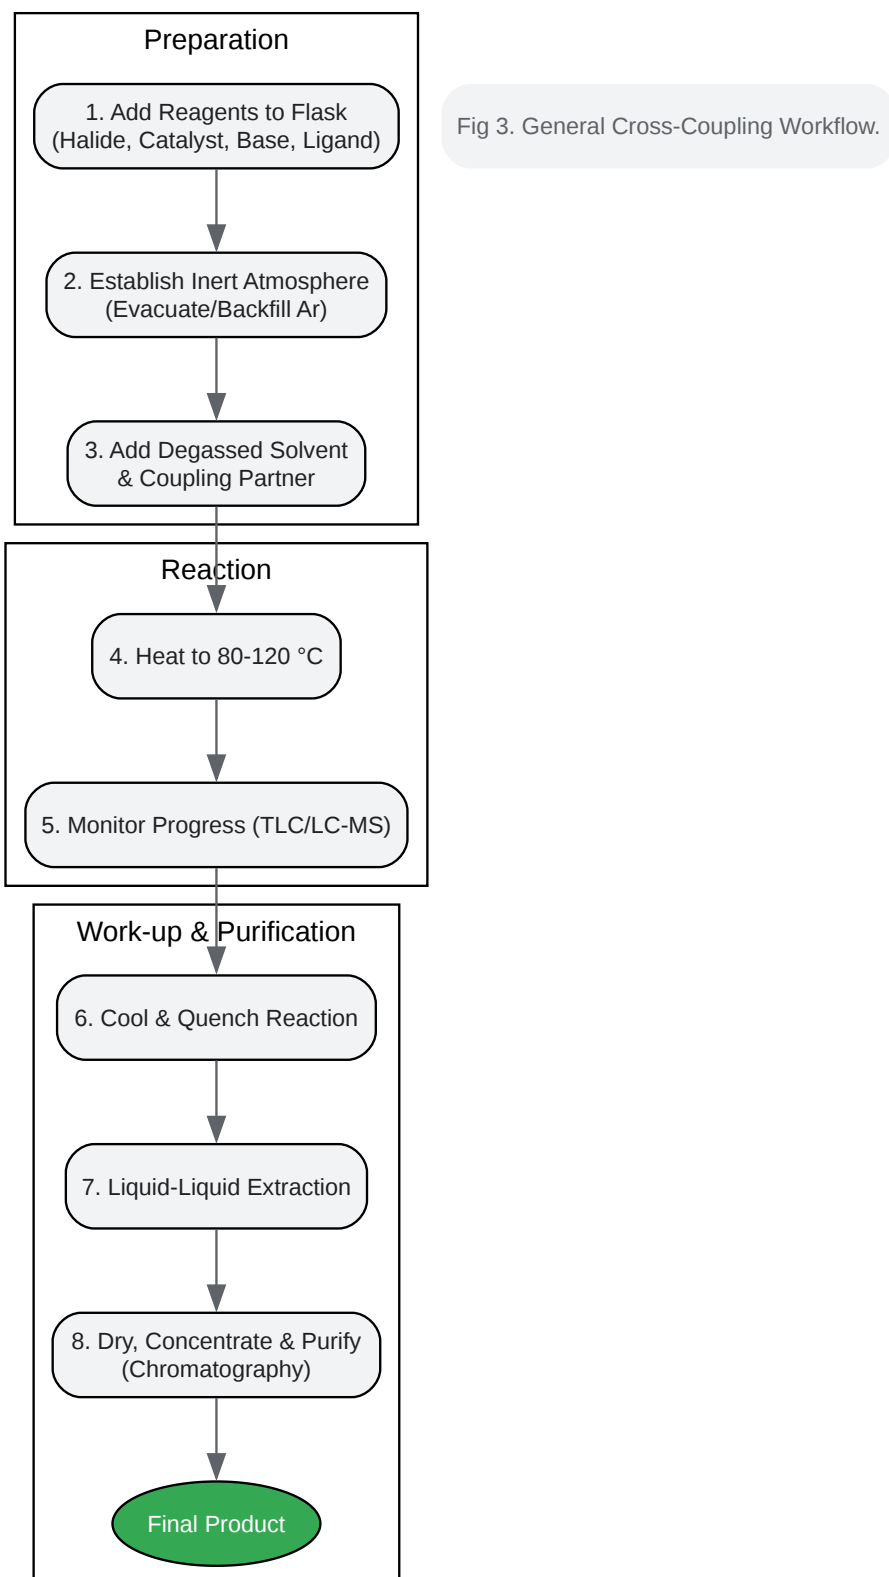 Preparation
1. Add Reagents to Flask
(Halide, Catalyst, Base, Ligand)
Fig 3. General Cross-Coupling Workflow.
2. Establish Inert Atmosphere
(Evacuate/Backfill Ar)
3. Add Degassed Solvent
& Coupling Partner
Reaction
4. Heat to 80-120 °C
5. Monitor Progress (TLC/LC-MS)
Work-up & Purification
6. Cool & Quench Reaction
7. Liquid-Liquid Extraction
8. Dry, Concentrate & Purify
(Chromatography)
Final Product